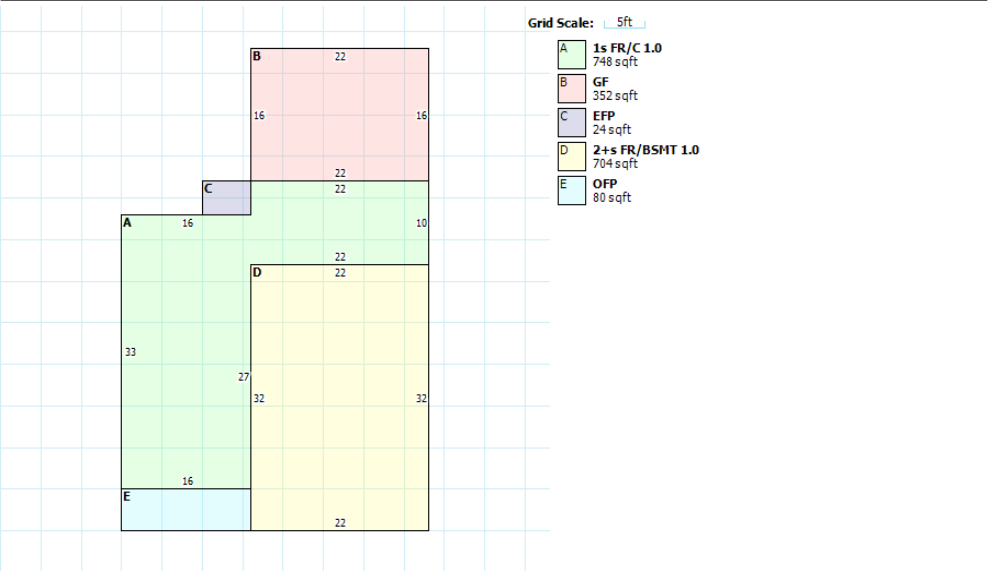 Grid Scale: 5ft
A 1s FR/C 1.0
748 sqft
B GF
352 sqft
C EFP
24 sqft
D 2+s FR/BSMT 1.0
704 sqft
E OFP
80 sqft
B 22
16 16
22
C 22
A 16 10
22
D 22
33
27
32 32
16
E
22